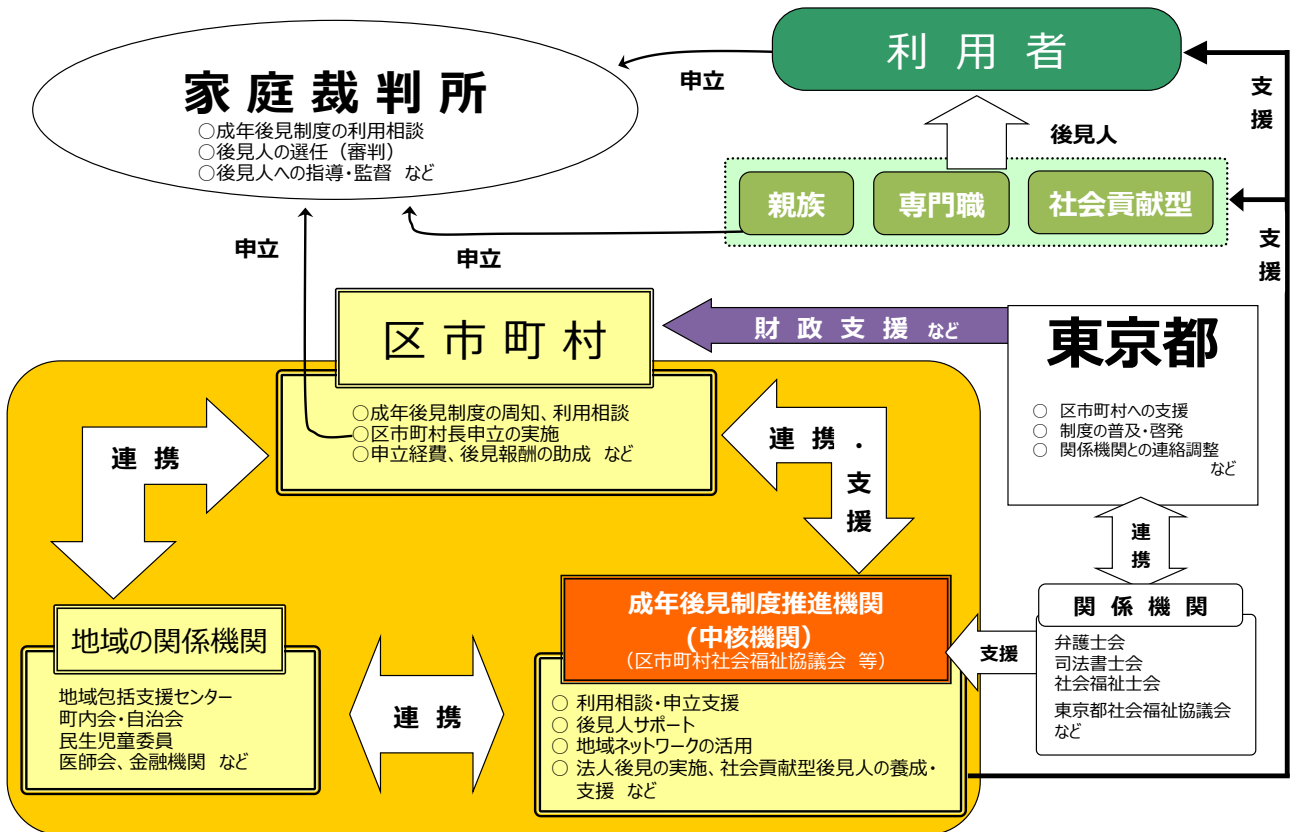 家庭裁判所
○成年後見制度の利用相談
○後見人の選任（審判）
○後見人への指導・監督 など
申立
利用者
支援
後見人
親族
専門職
社会貢献型
支援
申立
申立
区市町村
○成年後見制度の周知、利用相談
○区市町村長申立の実施
○申立経費、後見報酬の助成 など
財政支援 など
東京都
○ 区市町村への支援
○ 制度の普及・啓発
○ 関係機関との連絡調整
など
連携
連携・
支援
連携
地域の関係機関
地域包括支援センター
町内会・自治会
民生児童委員
医師会、金融機関 など
連携
成年後見制度推進機関
(中核機関）
（区市町村社会福祉協議会 等）
○ 利用相談・申立支援
○ 後見人サポート
○ 地域ネットワークの活用
○ 法人後見の実施、社会貢献型後見人の養成・
支援 など
支援
関係機関
弁護士会
司法書士会
社会福祉士会
東京都社会福祉協議会
など